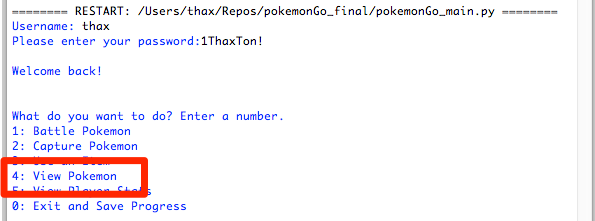 ======== RESTART: /Users/thax/Repos/pokemonGo_final/pokemonGo_main.py ========
Username: thax
Please enter your password:1ThaxTon!
Welcome back!
What do you want to do? Enter a number.
1: Battle Pokemon
2: Capture Pokemon
3: Use an Item
4: View Pokemon
5: View Player Stats
0: Exit and Save Progress